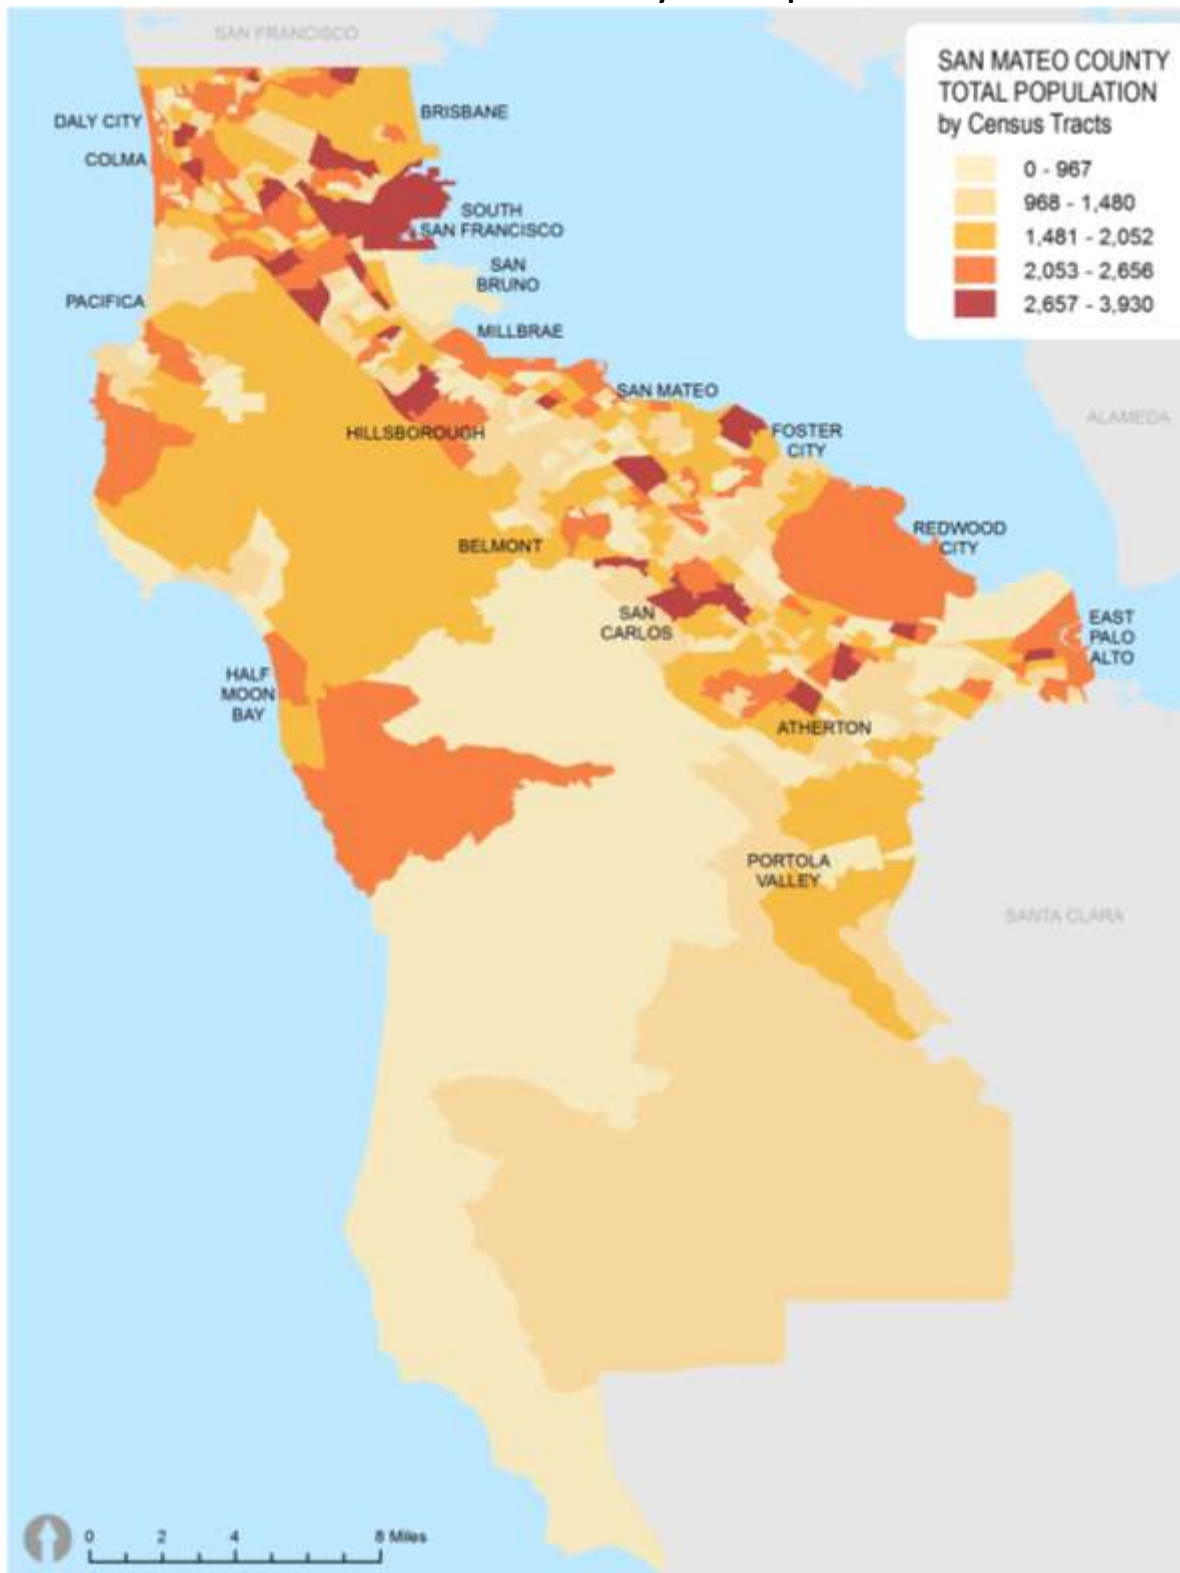 SAN FRANCISCO
SAN MATEO COUNTY
TOTAL POPULATION
by Census Tracts
0 - 967
968 - 1,480
1,481 - 2,052
2,053 - 2,656
2,657 - 3,930
DALY CITY
BRISBANE
COLMA
SOUTH
SAN FRANCISCO
SAN
BRUNO
PACIFICA
MILLBRAE
SAN MATEO
ALAMEDA
HILLSBOROUGH
FOSTER
CITY
BELMONT
REDWOOD
CITY
SAN
CARLOS
EAST
PALO
ALTO
HALF
MOON
BAY
ATHERTON
PORTOLA
VALLEY
SANTA CLARA
0 2 4 8 Miles